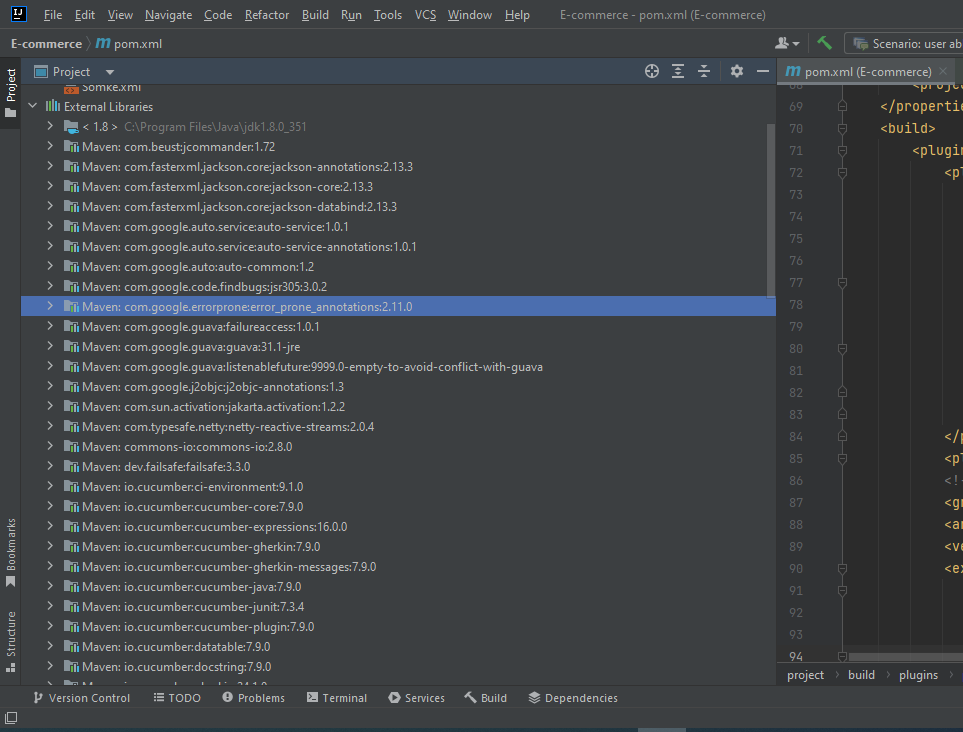 IJ File Edit View Navigate Code Refactor Build Run Tools VCS Window Help E-commerce - pom.xml (E-commerce)
E-commerce m pom.xml Scenario: user ab
Project Project m pom.xml (E-commerce)
Somke.xml
External Libraries
< 1.8 > C:\Program Files\Java\jdk1.8.0_351
Maven: com.beust:jcommander:1.72
Maven: com.fasterxml.jackson.core:jackson-annotations:2.13.3
Maven: com.fasterxml.jackson.core:jackson-core:2.13.3
Maven: com.fasterxml.jackson.core:jackson-databind:2.13.3
Maven: com.google.auto.service:auto-service:1.0.1
Maven: com.google.auto.service:auto-service-annotations:1.0.1
Maven: com.google.auto:auto-common:1.2
Maven: com.google.code.findbugs:jsr305:3.0.2
Maven: com.google.errorprone:error_prone_annotations:2.11.0
Maven: com.google.guava:failureaccess:1.0.1
Maven: com.google.guava:guava:31.1-jre
Maven: com.google.guava:listenablefuture:9999.0-empty-to-avoid-conflict-with-guava
Maven: com.google.j2objc:j2objc-annotations:1.3
Maven: com.sun.activation:jakarta.activation:1.2.2
Maven: com.typesafe.netty:netty-reactive-streams:2.0.4
Maven: commons-io:commons-io:2.8.0
Maven: dev.failsafe:failsafe:3.3.0
Maven: io.cucumber:ci-environment:9.1.0
Maven: io.cucumber:cucumber-core:7.9.0
Maven: io.cucumber:cucumber-expressions:16.0.0
Maven: io.cucumber:cucumber-gherkin:7.9.0
Maven: io.cucumber:cucumber-gherkin-messages:7.9.0
Maven: io.cucumber:cucumber-java:7.9.0
Maven: io.cucumber:cucumber-junit:7.3.4
Maven: io.cucumber:cucumber-plugin:7.9.0
Maven: io.cucumber:datatable:7.9.0
Maven: io.cucumber:docstring:7.9.0
68 <projec
69 </propertie
70 <build>
71 <plugin
72 <pl
73
74
75
76
77
78
79
80
81
82
83
84 </p
85 <pl
86 <!-
87 <gr
88 <ar
89 <ve
90 <ex
91
92
93
94
Bookmarks
Structure
project build plugins
Version Control TODO Problems Terminal Services Build Dependencies